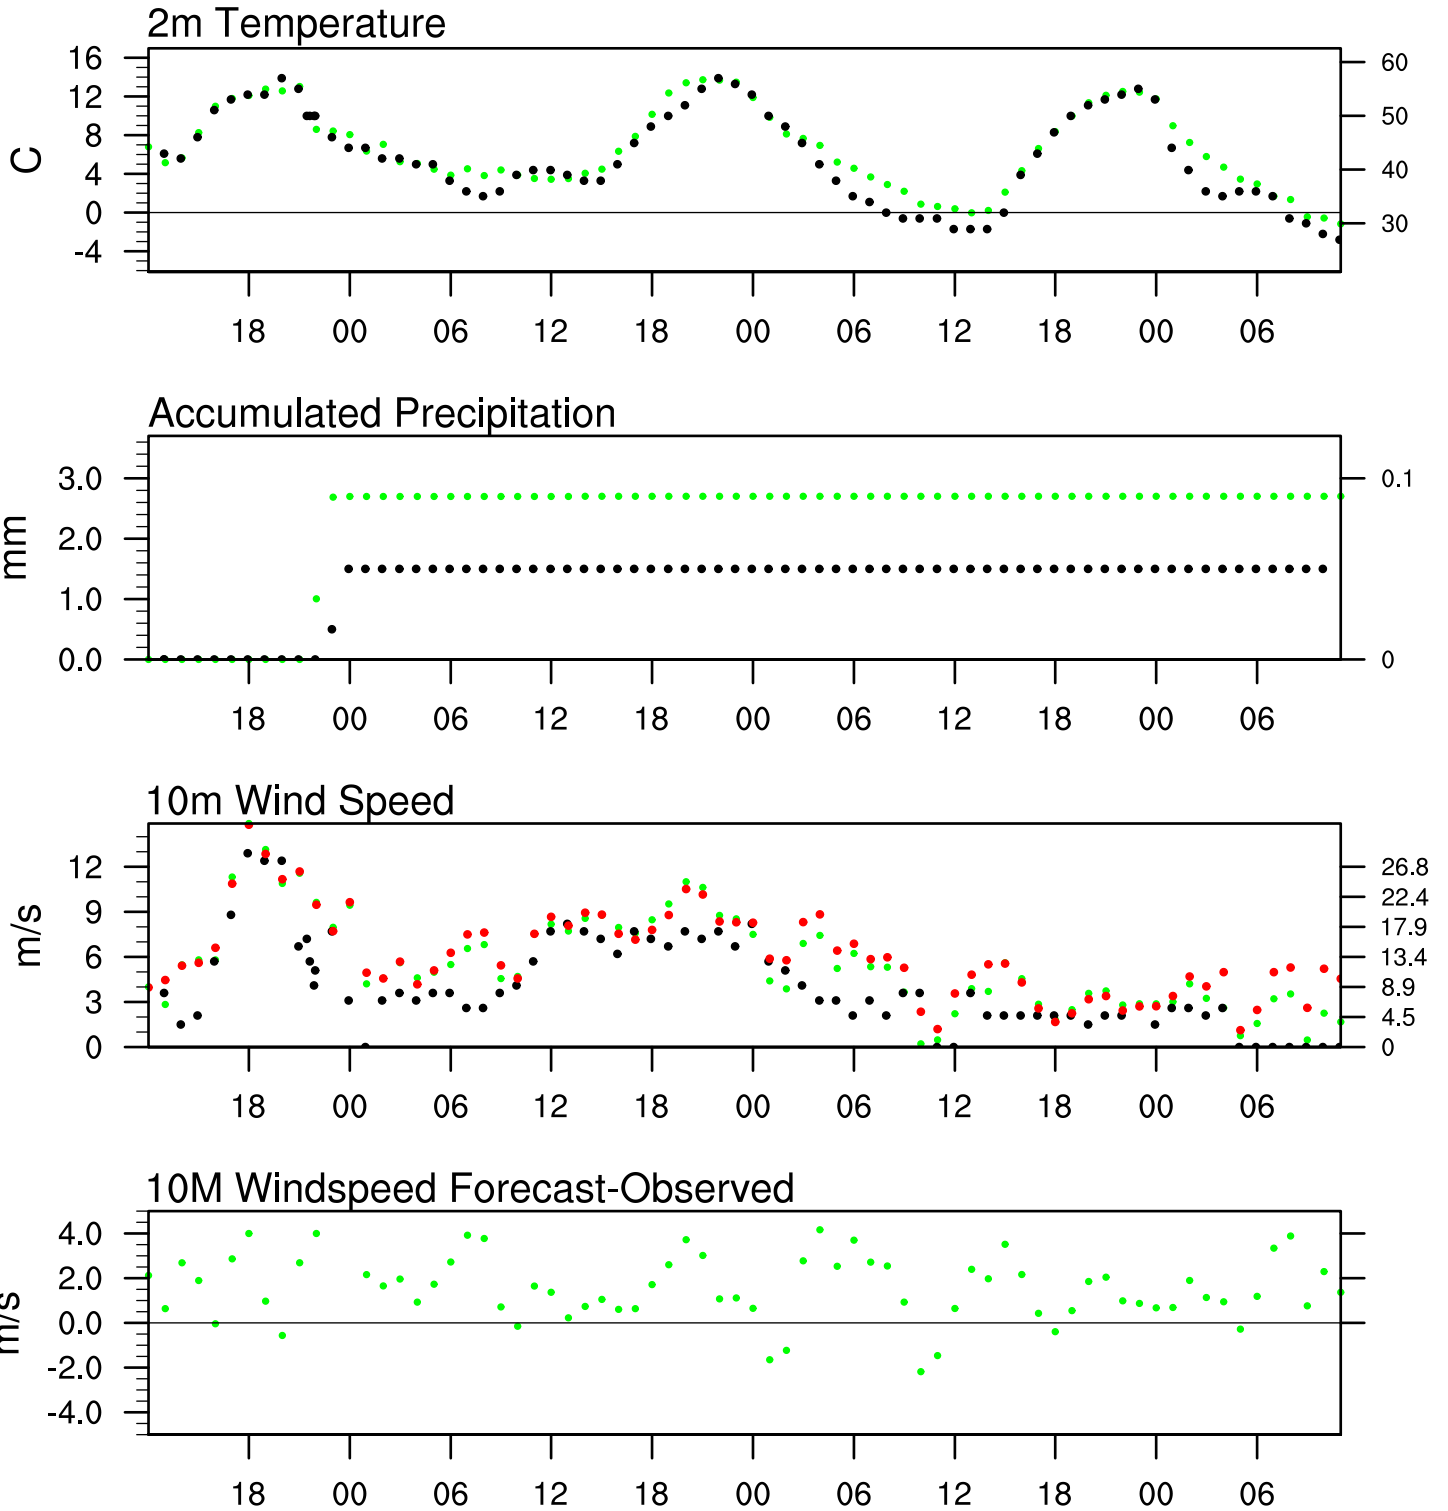 2m Temperature
16
12
8
4
0
-4
C
60
50
40
30
18 00 06 12 18 00 06 12 18 00 06
Accumulated Precipitation
3.0
2.0
1.0
0.0
mm
0.1
0
18 00 06 12 18 00 06 12 18 00 06
10m Wind Speed
12
9
6
3
0
m/s
26.8
22.4
17.9
13.4
8.9
4.5
0
18 00 06 12 18 00 06 12 18 00 06
10M Windspeed Forecast-Observed
4.0
2.0
0.0
-2.0
-4.0
m/s
18 00 06 12 18 00 06 12 18 00 06